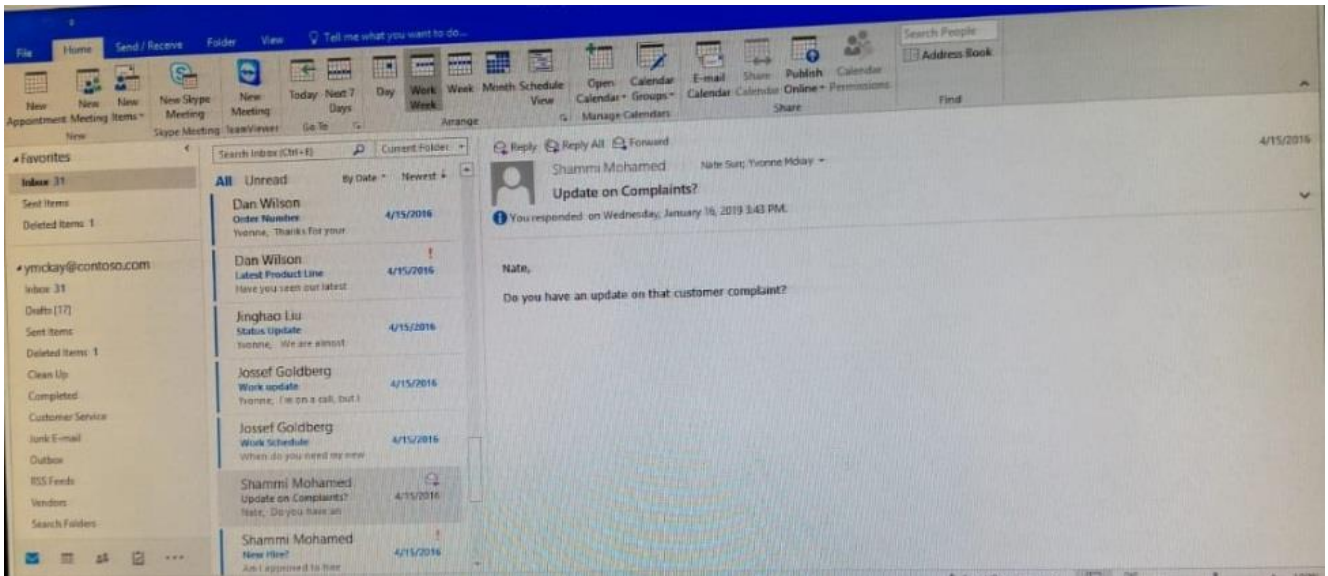 File Home Send / Receive Folder View Tell me what you want to do...
New Appointment
New Meeting
New Items
New
New Skype Meeting
Skype Meeting
New Meeting
TeamViewer
Today
Next 7 Days
Go To
Day
Work Week
Week
Month
Schedule View
Arrange
Open Calendar
Calendar Groups
Manage Calendars
E-mail Calendar
Share Calendar
Publish Online
Calendar Permissions
Share
Search People
Address Book
Find
Favorites
Inbox 31
Sent Items
Deleted Items 1
ymckay@contoso.com
Inbox 31
Drafts [17]
Sent Items
Deleted Items 1
Clean Up
Completed
Customer Service
Junk E-mail
Outbox
RSS Feeds
Vendors
Search Folders
Search Inbox (Ctrl+E) Current Folder
All Unread By Date Newest
Dan Wilson
Order Number 4/15/2016
Yvonne, Thanks for your
Dan Wilson !
Latest Product Line 4/15/2016
Have you seen our latest
Jinghao Liu
Status Update 4/15/2016
Yvonne, We are almost
Jossef Goldberg
Work update 4/15/2016
Yvonne, I'm on a call, but I
Jossef Goldberg
Work Schedule 4/15/2016
When do you need my new
Shammi Mohamed
Update on Complaints? 4/15/2016
Nate, Do you have an
Shammi Mohamed !
New Hire? 4/15/2016
Am I approved to hire
Reply Reply All Forward
4/15/2016
Shammi Mohamed Nate Sun; Yvonne Mckay
Update on Complaints?
You responded on Wednesday, January 16, 2019 3:43 PM.
Nate,
Do you have an update on that customer complaint?